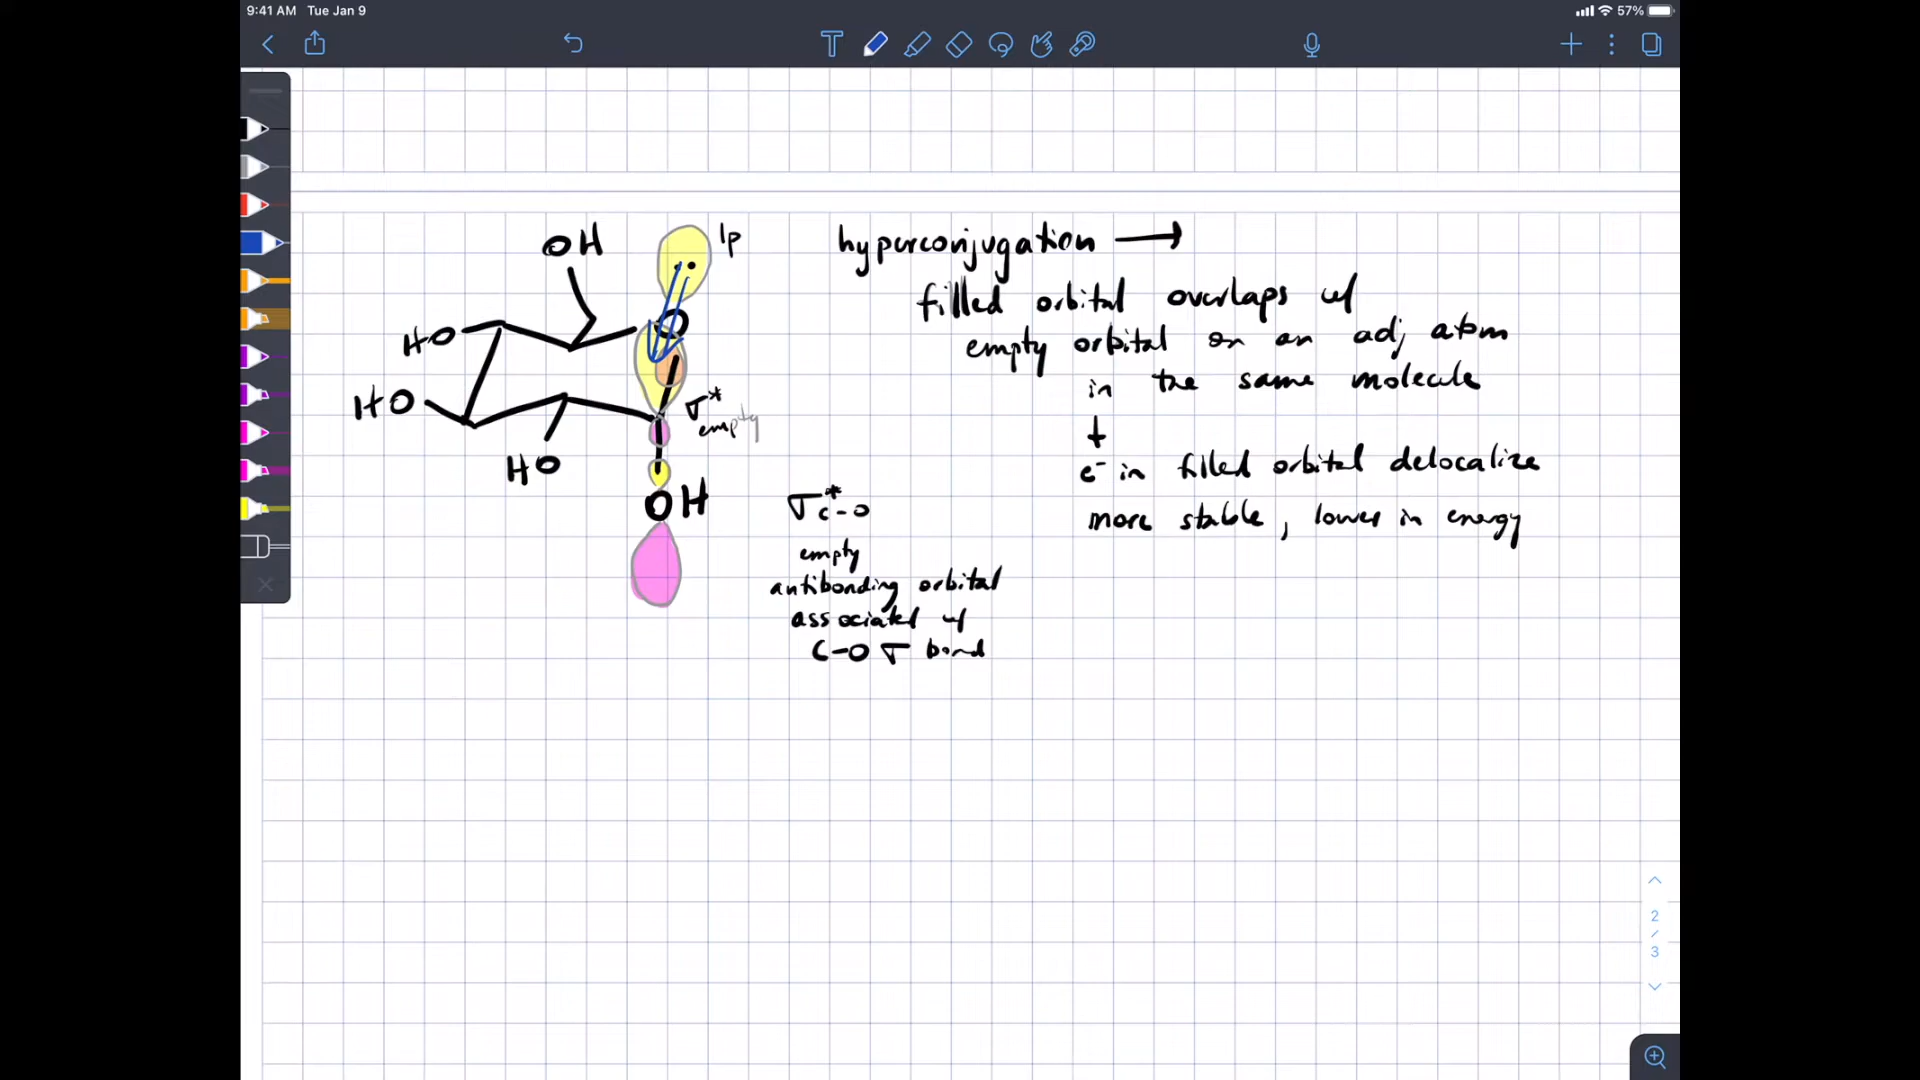 9:41 AM Tue Jan 9
57%
OH
lp
HO
O
HO
σ*
empty
HO
OH
hyperconjugation →
filled orbital overlaps w/
empty orbital on an adj atom
in the same molecule
↓
e⁻ in filled orbital delocalize
more stable, lower in energy
σ*c-o
empty
antibonding orbital
associated w/
C-O σ bond
2
/
3